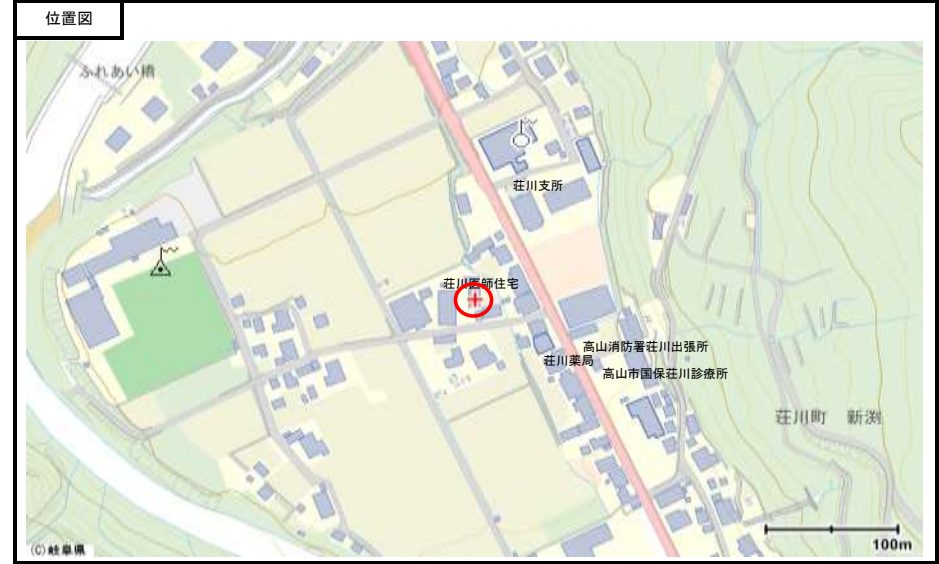 位置図
ふれあい橋
荘川支所
荘川医師住宅
高山消防署荘川出張所
荘川薬局
高山市国保荘川診療所
荘川町 新渕
100m
(C)岐阜県